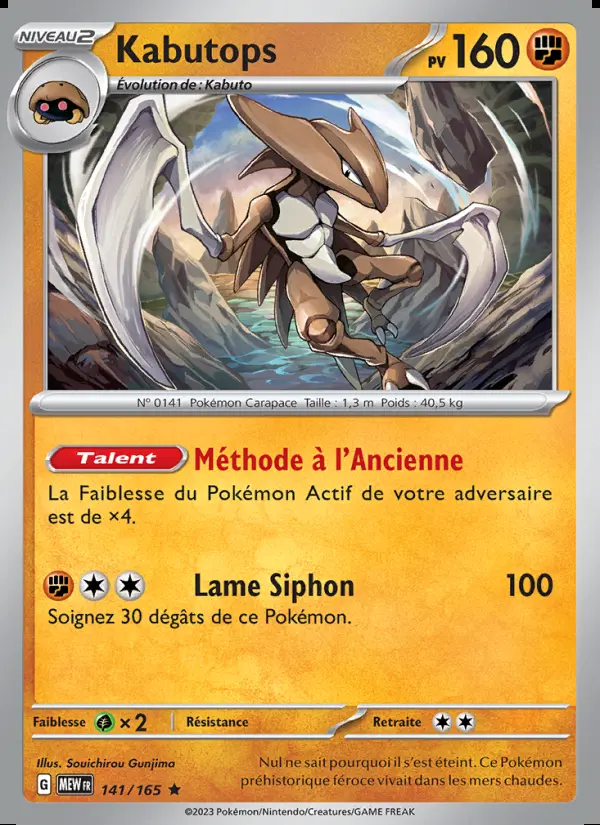 NIVEAU2
Kabutops
PV 160
Évolution de : Kabuto
N° 0141 Pokémon Carapace Taille : 1,3 m Poids : 40,5 kg
Talent Méthode à l'Ancienne
La Faiblesse du Pokémon Actif de votre adversaire
est de ×4.
Lame Siphon 100
Soignez 30 dégâts de ce Pokémon.
Faiblesse ×2 Résistance Retraite
Illus. Souichirou Gunjima
Nul ne sait pourquoi il s'est éteint. Ce Pokémon
préhistorique féroce vivait dans les mers chaudes.
G MEW FR 141/165 ★
©2023 Pokémon/Nintendo/Creatures/GAME FREAK